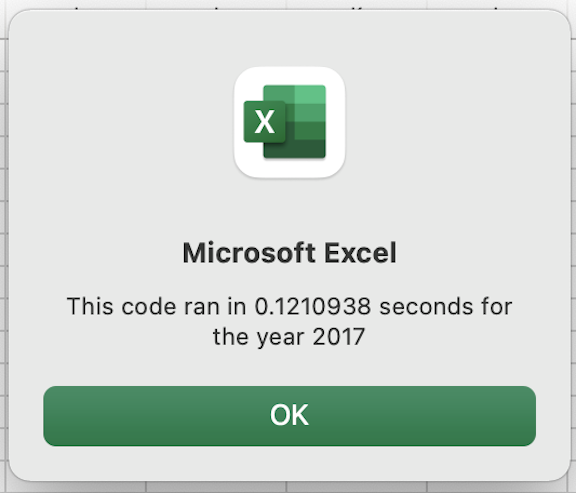 X
Microsoft Excel
This code ran in 0.1210938 seconds for
the year 2017
OK